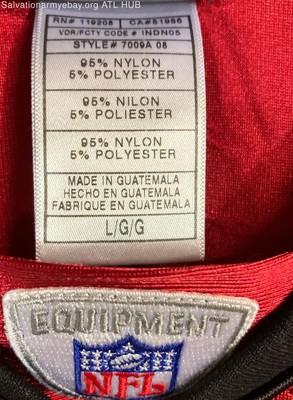 Salvationarmyebay.org ATL HUB
RN# 119208 CA#51956
VDR/FCTY CODE # INDN05
STYLE# 7009A 08
95% NYLON
5% POLYESTER
95% NILON
5% POLIESTER
95% NYLON
5% POLYESTER
MADE IN GUATEMALA
HECHO EN GUATEMALA
FABRIQUE EN GUATEMALA
L/G/G
EQUIPMENT
NFL